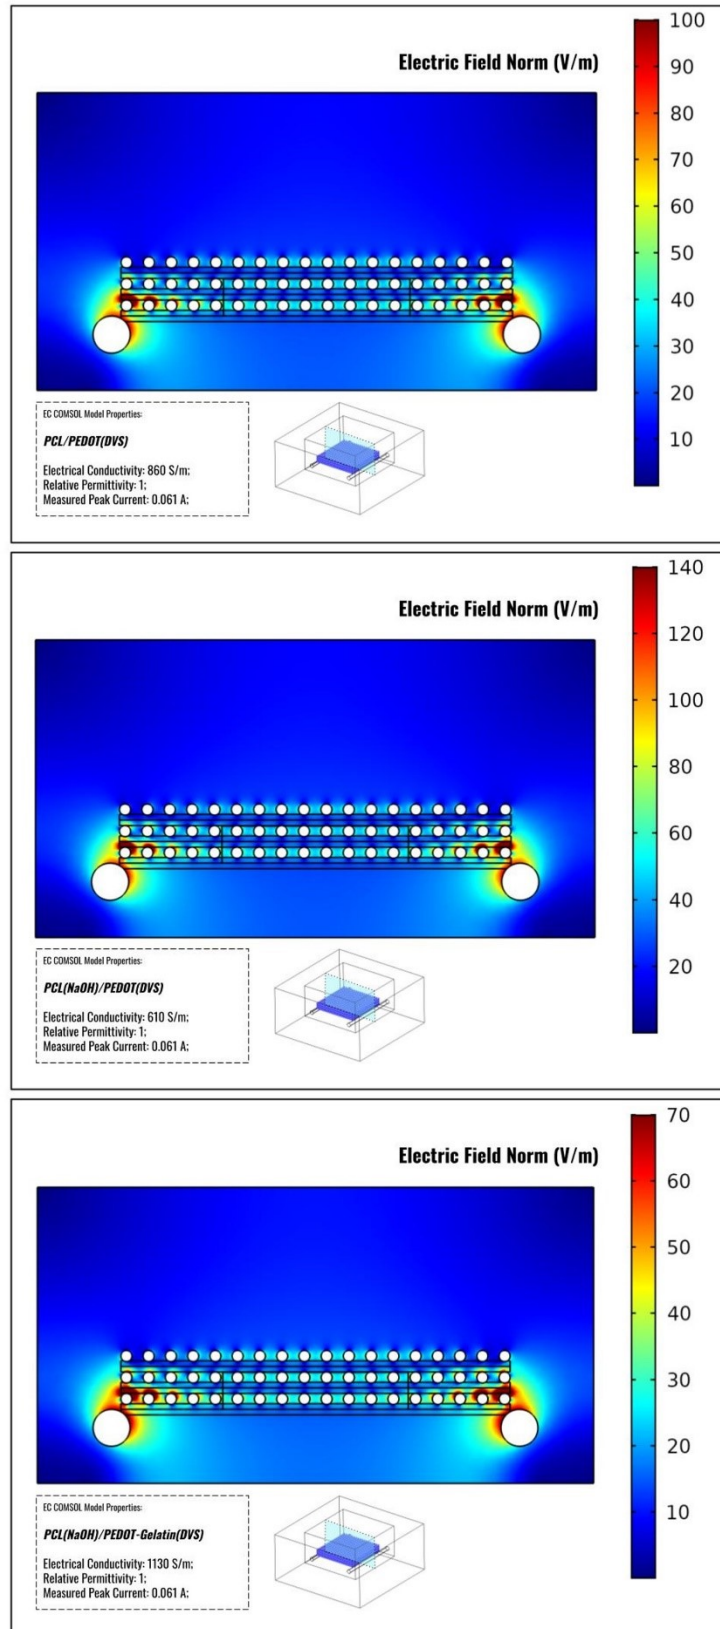 Electric Field Norm (V/m)
100
90
80
70
60
50
40
30
20
10
EC COMSOL Model Properties:
PCL/PEDOT(DVS)
Electrical Conductivity: 860 S/m;
Relative Permittivity: 1;
Measured Peak Current: 0.061 A;
Electric Field Norm (V/m)
140
120
100
80
60
40
20
EC COMSOL Model Properties:
PCL(NaOH)/PEDOT(DVS)
Electrical Conductivity: 610 S/m;
Relative Permittivity: 1;
Measured Peak Current: 0.061 A;
Electric Field Norm (V/m)
70
60
50
40
30
20
10
EC COMSOL Model Properties:
PCL(NaOH)/PEDOT-Gelatin(DVS)
Electrical Conductivity: 1130 S/m;
Relative Permittivity: 1;
Measured Peak Current: 0.061 A;